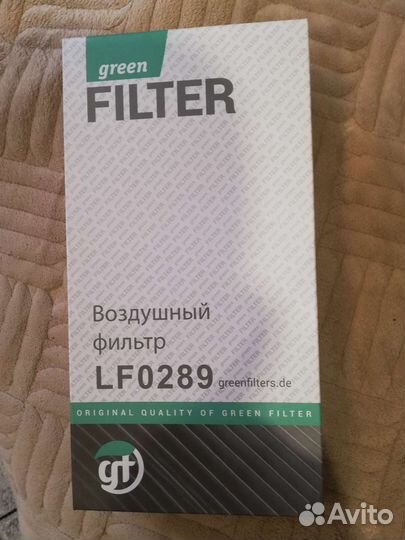 green
FILTER
Воздушный
фильтр
LF0289 greenfilters.de
ORIGINAL QUALITY OF GREEN FILTER
gf
Avito